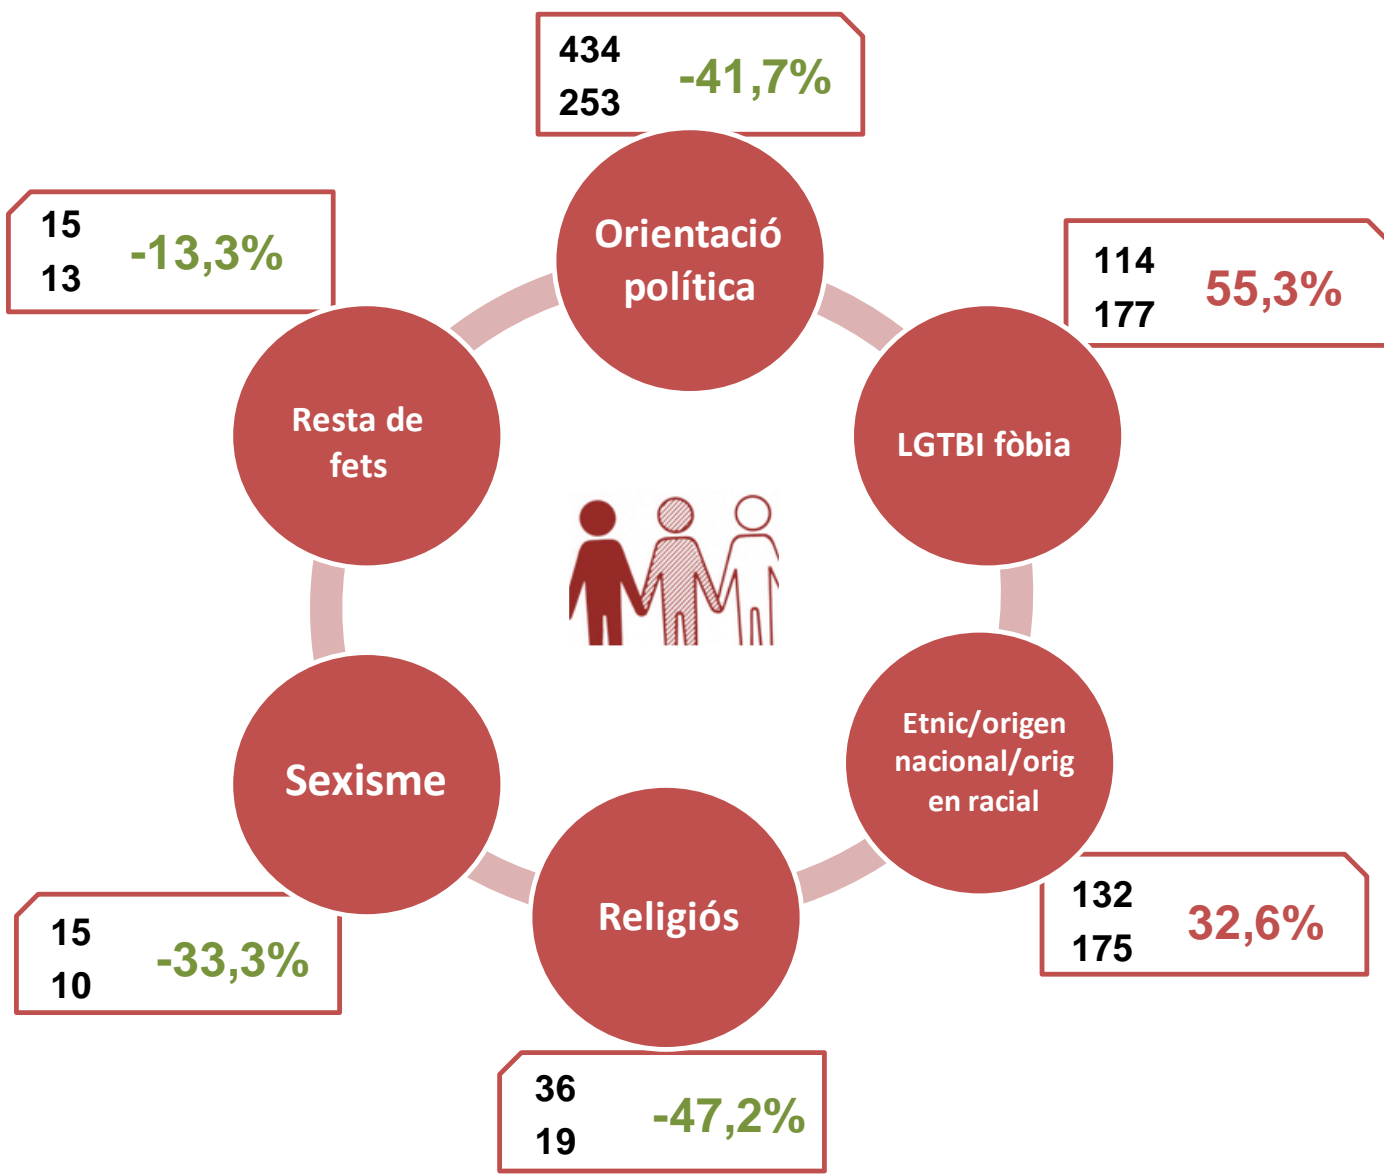 434
253
-41,7%
Orientació
política
15
13
-13,3%
Resta de
fets
114
177
55,3%
LGTBI fòbia
Etnic/origen
nacional/orig
en racial
132
175
32,6%
Sexisme
15
10
-33,3%
Religiós
36
19
-47,2%